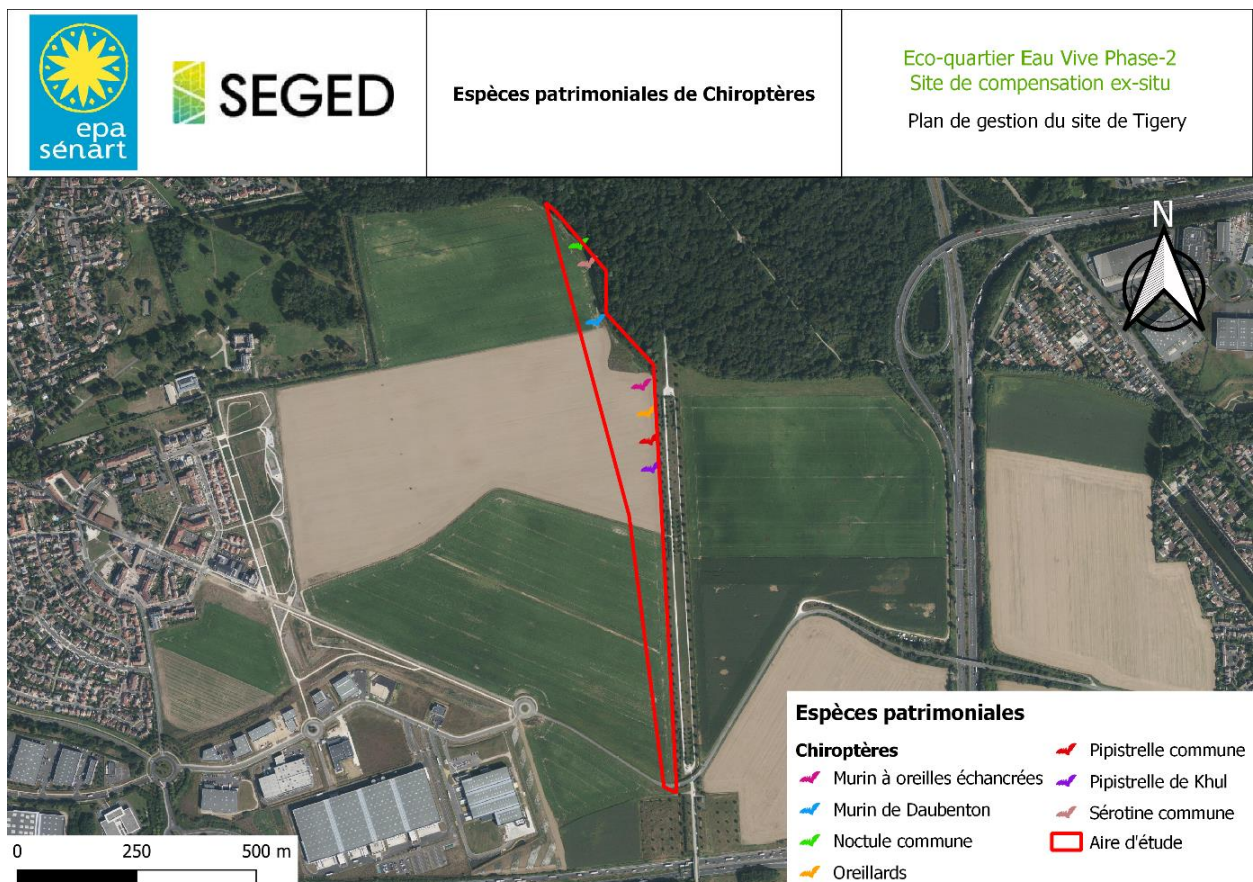 epa
sénart
SEGED
Espèces patrimoniales de Chiroptères
Eco-quartier Eau Vive Phase-2
Site de compensation ex-situ
Plan de gestion du site de Tigery
N
Espèces patrimoniales
Chiroptères
Murin à oreilles échancrées
Murin de Daubenton
Noctule commune
Oreillards
Pipistrelle commune
Pipistrelle de Khul
Sérotine commune
Aire d'étude
0 250 500 m